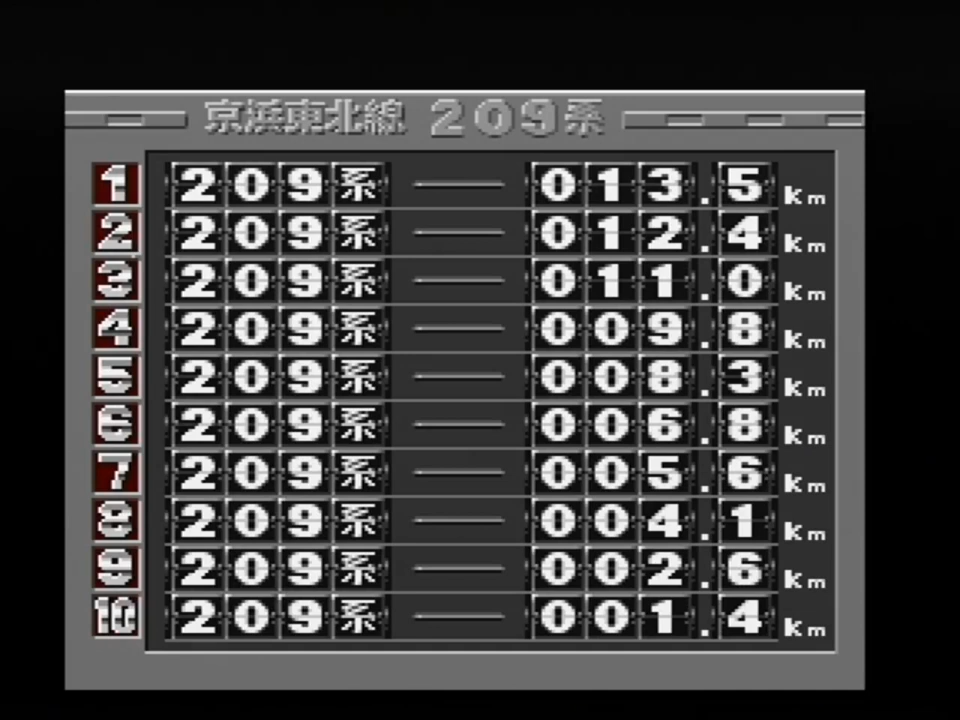 京浜東北線 209系
1 209系 013.5 km
2 209系 012.4 km
3 209系 011.0 km
4 209系 009.8 km
5 209系 008.3 km
6 209系 006.8 km
7 209系 005.6 km
8 209系 004.1 km
9 209系 002.6 km
10 209系 001.4 km